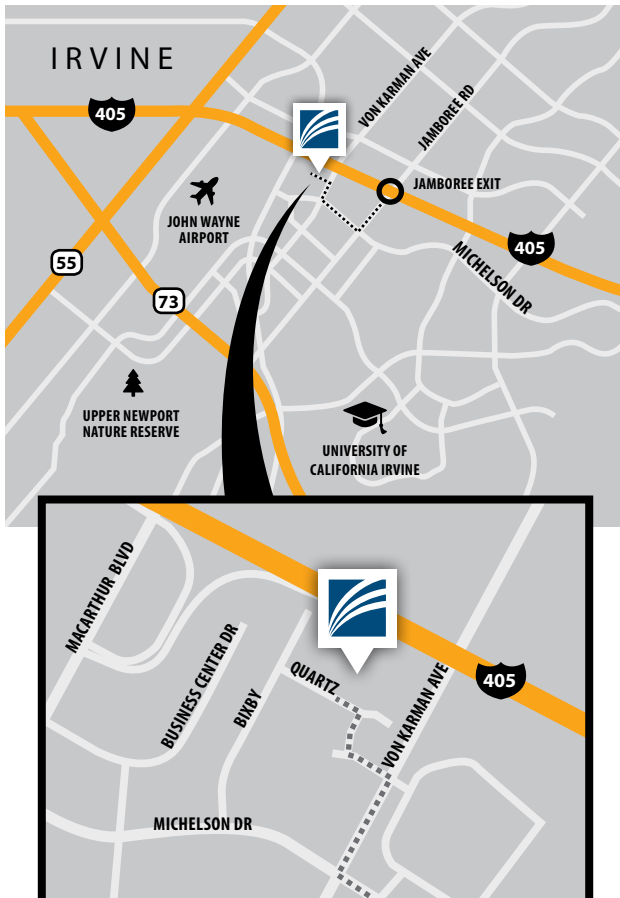 IRVINE
VON KARMAN AVE
405
JAMBOREE RD
JAMBOREE EXIT
JOHN WAYNE
AIRPORT
405
55
MICHELSON DR
73
UPPER NEWPORT
NATURE RESERVE
UNIVERSITY OF
CALIFORNIA IRVINE
MACARTHUR BLVD
BUSINESS CENTER DR
BIXBY
QUARTZ
VON KARMAN AVE
405
MICHELSON DR